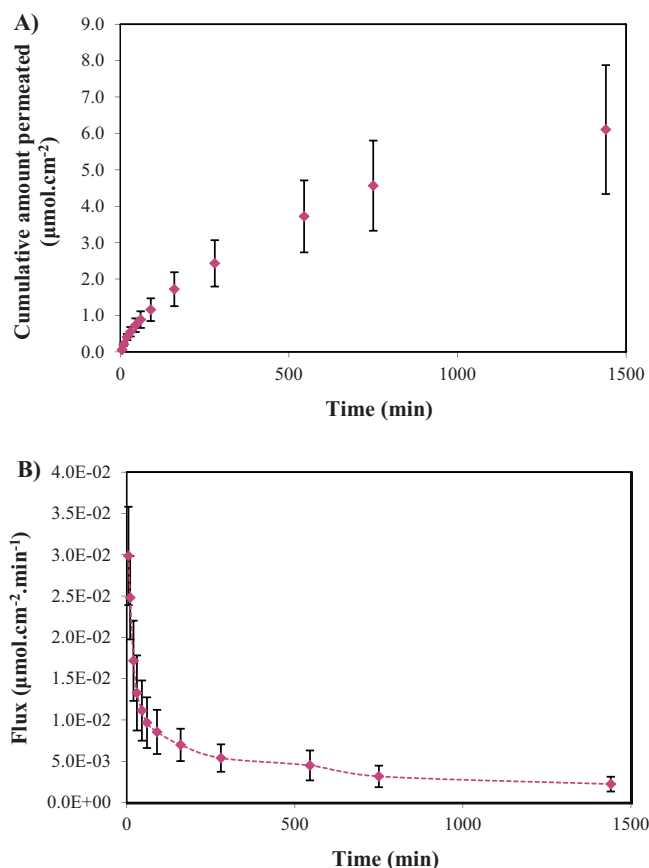 A)
9.0
8.0
7.0
6.0
5.0
4.0
3.0
2.0
1.0
0.0
Cumulative amount permeated
(µmol.cm-2)
0
500
1000
1500
Time (min)
B)
4.0E-02
3.5E-02
3.0E-02
2.5E-02
2.0E-02
1.5E-02
1.0E-02
5.0E-03
0.0E+00
Flux (µmol.cm-2.min-1)
0
500
1000
1500
Time (min)